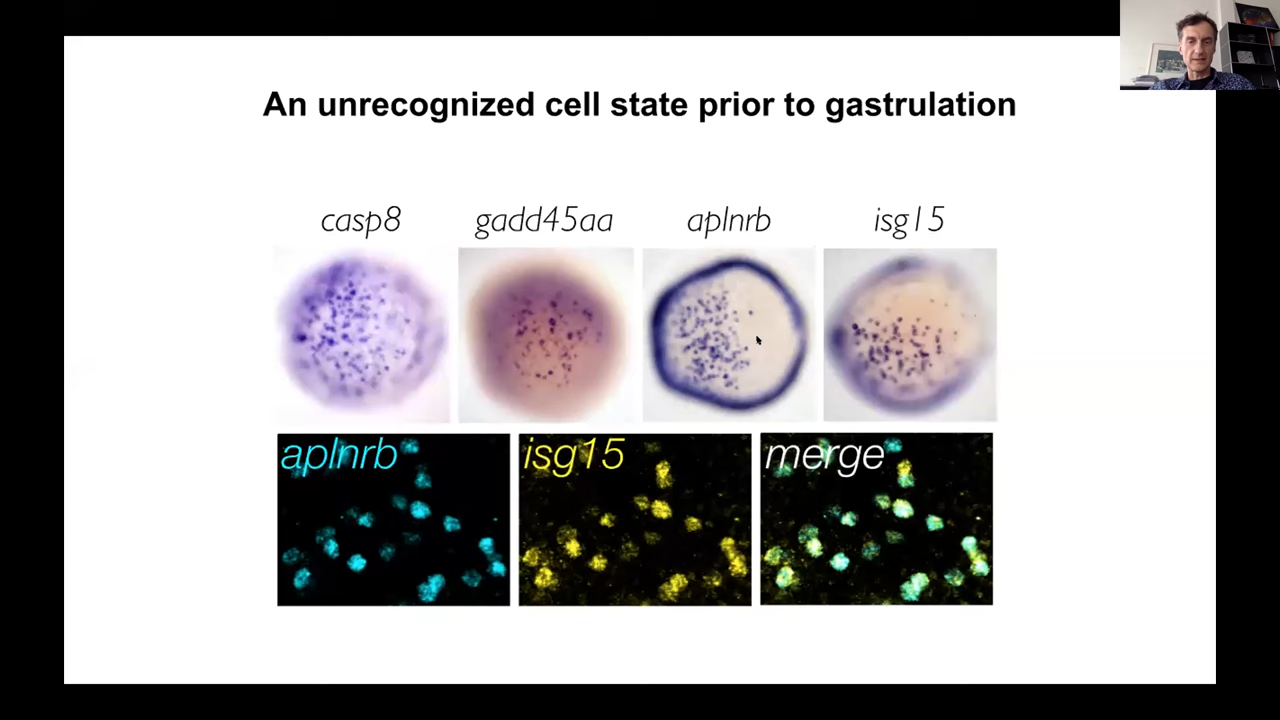 An unrecognized cell state prior to gastrulation
casp8 gadd45aa aplnrb isg15
aplnrb isg15 merge